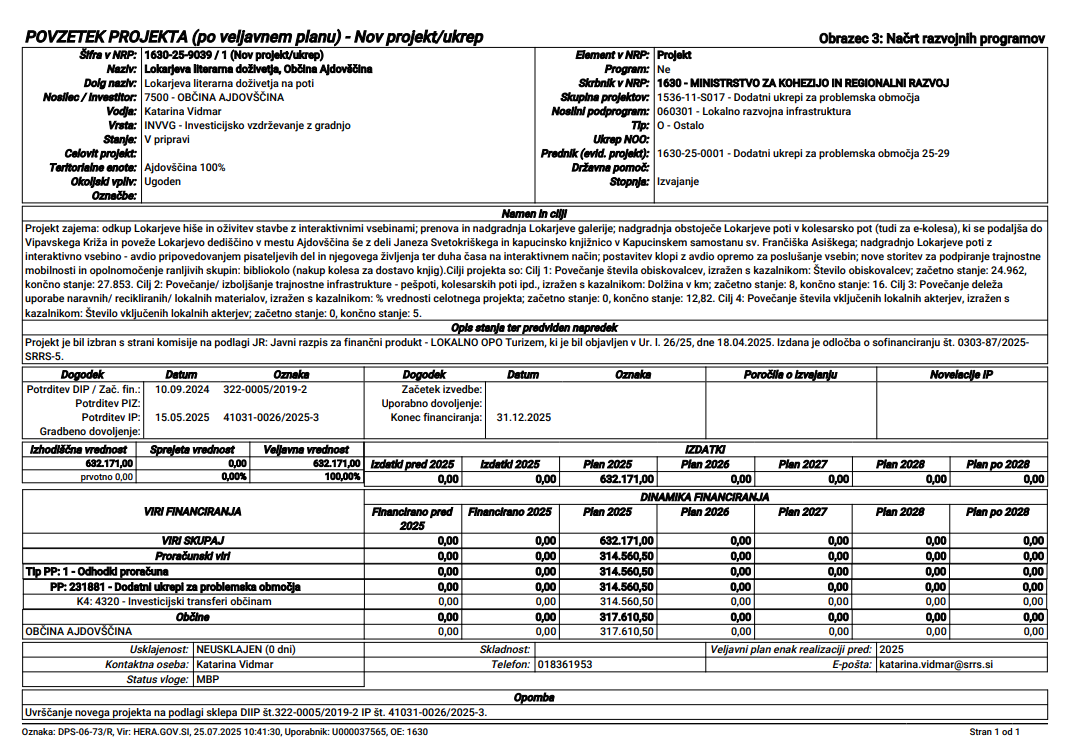 POVZETEK PROJEKTA (po veljavnem planu) - Nov projekt/ukrep
Obrazec 3: Načrt razvojnih programov
Šifra v NRP: 1630-25-9039 / 1 (Nov projekt/ukrep)
Naziv: Lokarjeva literarna doživetja, Občina Ajdovščina
Dolg naziv: Lokarjeva literarna doživetja na poti
Nosilec / Investitor: 7500 - OBČINA AJDOVŠČINA
Vodja: Katarina Vidmar
Vrsta: INVVG - Investicijsko vzdrževanje z gradnjo
Stanje: V pripravi
Celovit projekt:
Teritorialne enote: Ajdovščina 100%
Okoljski vpliv: Ugoden
Označbe:
Element v NRP: Projekt
Program: Ne
Skrbnik v NRP: 1630 - MINISTRSTVO ZA KOHEZIJO IN REGIONALNI RAZVOJ
Skupina projektov: 1536-11-S017 - Dodatni ukrepi za problemska območja
Noslini podprogram: 060301 - Lokalno razvojna infrastruktura
Tip: O - Ostalo
Ukrep NOO:
Prednik (evid. projekt): 1630-25-0001 - Dodatni ukrepi za problemska območja 25-29
Državna pomoč:
Stopnja: Izvajanje
Namen in cilji
Projekt zajema: odkup Lokarjeve hiše in oživitev stavbe z interaktivnimi vsebinami; prenova in nadgradnja Lokarjeve galerije; nadgradnja obstoječe Lokarjeve poti v kolesarsko pot (tudi za e-kolesa), ki se podaljša do
Vipavskega Križa in poveže Lokarjevo dediščino v mestu Ajdovščina še z deli Janeza Svetokriškega in kapucinsko knjižnico v Kapucinskem samostanu sv. Frančiška Asiškega; nadgradnjo Lokarjeve poti z
interaktivno vsebino - avdio pripovedovanjem pisateljevih del in njegovega življenja ter duha časa na interaktivnem način; postavitev klopi z avdio opremo za poslušanje vsebin; nove storitev za podpiranje trajnostne
mobilnosti in opolnomočenje ranljivih skupin: bibliokolo (nakup kolesa za dostavo knjig).Cilji projekta so: Cilj 1: Povečanje števila obiskovalcev, izražen s kazalnikom: Število obiskovalcev; začetno stanje: 24.962,
končno stanje: 27.853. Cilj 2: Povečanje/ izboljšanje trajnostne infrastrukture - pešpoti, kolesarskih poti ipd., izražen s kazalnikom: Dolžina v km; začetno stanje: 8, končno stanje: 16. Cilj 3: Povečanje deleža
uporabe naravnih/ recikliranih/ lokalnih materialov, izražen s kazalnikom: % vrednosti celotnega projekta; začetno stanje: 0, končno stanje: 12,82. Cilj 4: Povečanje števila vključenih lokalnih akterjev, izražen s
kazalnikom: Število vključenih lokalnih akterjev; začetno stanje: 0, končno stanje: 5.
Opis stanja ter predviden napredek
Projekt je bil izbran s strani komisije na podlagi JR: Javni razpis za finančni produkt - LOKALNO OPO Turizem, ki je bil objavljen v Ur. l. 26/25, dne 18.04.2025. Izdana je odločba o sofinanciranju št. 0303-87/2025-
SRRS-5.
Dogodek Datum Oznaka Dogodek Datum Oznaka Poročila o izvajanju Novelacije IP
Potrditev DIP / Zač. fin.: 10.09.2024 322-0005/2019-2 Začetek izvedbe:
Potrditev PIZ: Uporabno dovoljenje:
Potrditev IP: 15.05.2025 41031-0026/2025-3 Konec financiranja: 31.12.2025
Gradbeno dovoljenje:
Izhodiščna vrednost Sprejeta vrednost Veljavna vrednost IZDATKI
632.171,00 0,00 632.171,00 Izdatki pred 2025 Izdatki 2025 Plan 2025 Plan 2026 Plan 2027 Plan 2028 Plan po 2028
prvotno 0,00 0,00% 100,00% 0,00 0,00 632.171,00 0,00 0,00 0,00 0,00
VIRI FINANCIRANJA DINAMIKA FINANCIRANJA
Financirano pred 2025 Financirano 2025 Plan 2025 Plan 2026 Plan 2027 Plan 2028 Plan po 2028
VIRI SKUPAJ 0,00 0,00 632.171,00 0,00 0,00 0,00 0,00
Proračunski viri 0,00 0,00 314.560,50 0,00 0,00 0,00 0,00
Tip PP: 1 - Odhodki proračuna 0,00 0,00 314.560,50 0,00 0,00 0,00 0,00
PP: 231881 - Dodatni ukrepi za problemska območja 0,00 0,00 314.560,50 0,00 0,00 0,00 0,00
K4: 4320 - Investicijski transferi občinam 0,00 0,00 314.560,50 0,00 0,00 0,00 0,00
Občine 0,00 0,00 317.610,50 0,00 0,00 0,00 0,00
OBČINA AJDOVŠČINA 0,00 0,00 317.610,50 0,00 0,00 0,00 0,00
Usklajenost: NEUSKLAJEN (0 dni) Skladnost: Veljavni plan enak realizaciji pred: 2025
Kontaktna oseba: Katarina Vidmar Telefon: 018361953 E-pošta: katarina.vidmar@srrs.si
Status vloge: MBP
Opomba
Uvrščanje novega projekta na podlagi sklepa DIIP št.322-0005/2019-2 IP št. 41031-0026/2025-3.
Oznaka: DPS-06-73/R, Vir: HERA.GOV.SI, 25.07.2025 10:41:30, Uporabnik: U000037565, OE: 1630
Stran 1 od 1